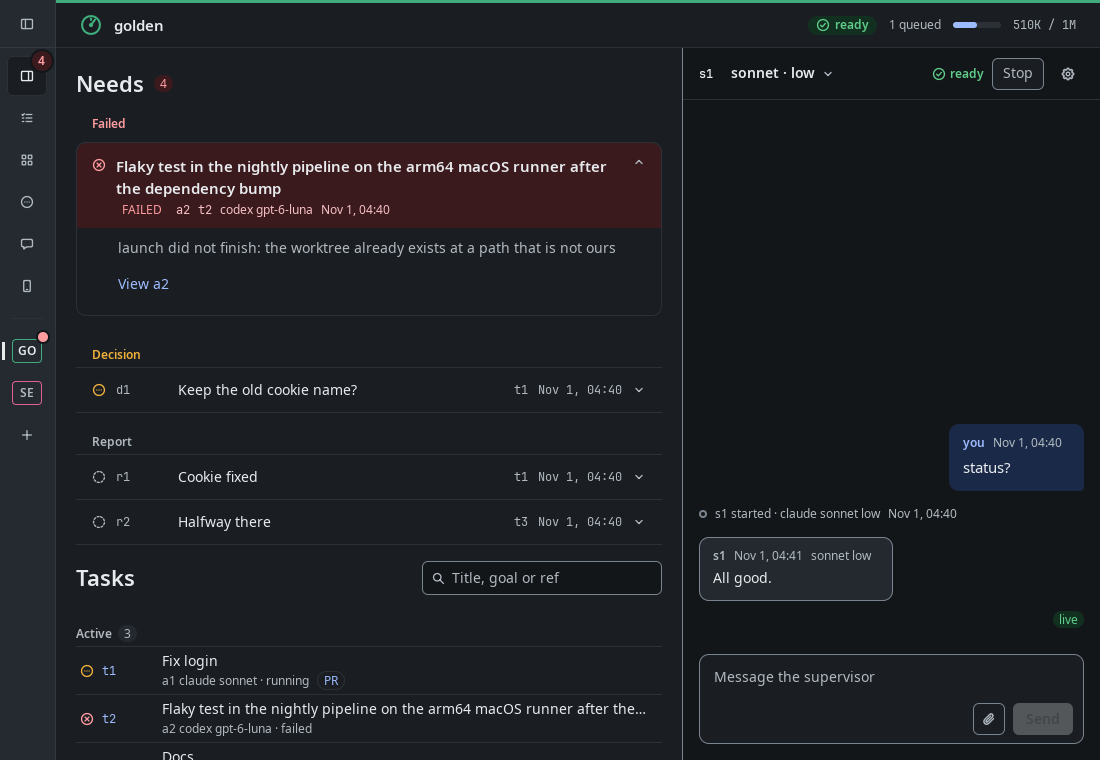 golden
ready
1 queued
510K / 1M
4
GO
SE
Needs 4
Failed
Flaky test in the nightly pipeline on the arm64 macOS runner after
the dependency bump
FAILED a2 t2 codex gpt-6-luna Nov 1, 04:40
launch did not finish: the worktree already exists at a path that is not ours
View a2
Decision
d1 Keep the old cookie name? t1 Nov 1, 04:40
Report
r1 Cookie fixed t1 Nov 1, 04:40
r2 Halfway there t3 Nov 1, 04:40
Tasks
Title, goal or ref
Active 3
t1 Fix login
a1 claude sonnet · running PR
t2 Flaky test in the nightly pipeline on the arm64 macOS runner after the…
a2 codex gpt-6-luna · failed
Docs
s1 sonnet · low
ready
Stop
you Nov 1, 04:40
status?
s1 started · claude sonnet low Nov 1, 04:40
s1 Nov 1, 04:41 sonnet low
All good.
live
Message the supervisor
Send